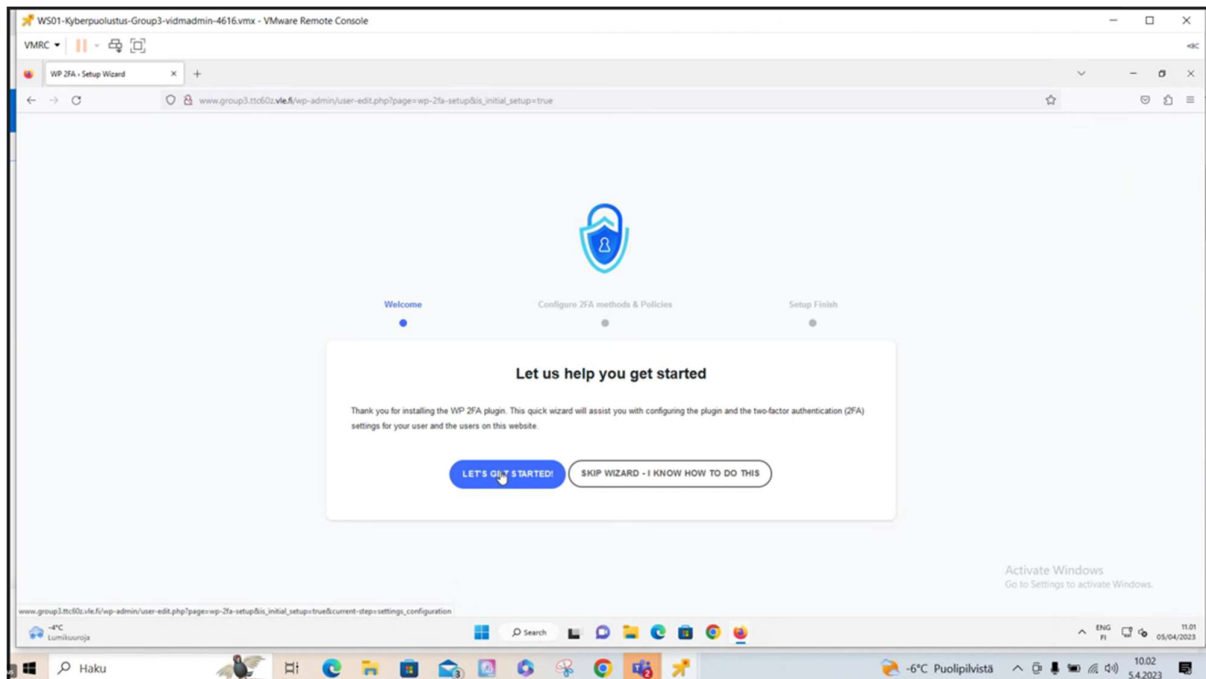 WS01-Kyberpuolustus-Group3-vidmadmin-4616.vmx - VMware Remote Console
VMRC
WP 2FA ‹ Setup Wizard
www.group3.ttc60z.vle.fi/wp-admin/user-edit.php?page=wp-2fa-setup&is_initial_setup=true
Welcome
Configure 2FA methods & Policies
Setup Finish
Let us help you get started
Thank you for installing the WP 2FA plugin. This quick wizard will assist you with configuring the plugin and the two-factor authentication (2FA)
settings for your user and the users on this website.
LET'S GET STARTED!
SKIP WIZARD - I KNOW HOW TO DO THIS
Activate Windows
Go to Settings to activate Windows.
www.group3.ttc60z.vle.fi/wp-admin/user-edit.php?page=wp-2fa-setup&is_initial_setup=true&current-step=settings_configuration
-4°C
Lumikuuroja
Search
ENG
FI
11.01
05/04/2023
Haku
3
2
-6°C Puolipilvistä
10.02
5.4.2023